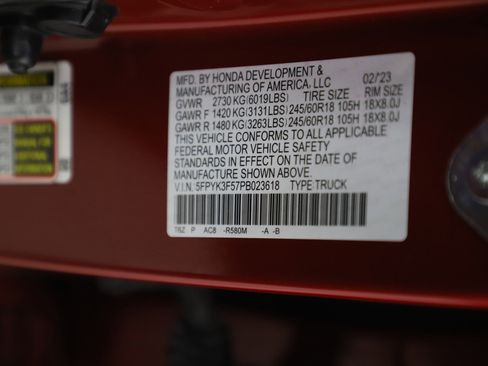 MFD. BY HONDA DEVELOPMENT & 02/23
MANUFACTURING OF AMERICA, LLC
GVWR 2730 KG(6019LBS) TIRE SIZE RIM SIZE
GAWR F 1420 KG(3131LBS) 245/60R18 105H 18X8.0J
GAWR R 1480 KG(3263LBS) 245/60R18 105H 18X8.0J
THIS VEHICLE CONFORMS TO ALL APPLICABLE
FEDERAL MOTOR VEHICLE SAFETY
STANDARDS IN EFFECT ON THE DATE OF
MANUFACTURE SHOWN ABOVE.
V.I.N: 5FPYK3F57PB023618 TYPE TRUCK
T6Z P AC8 -R580M -A -B